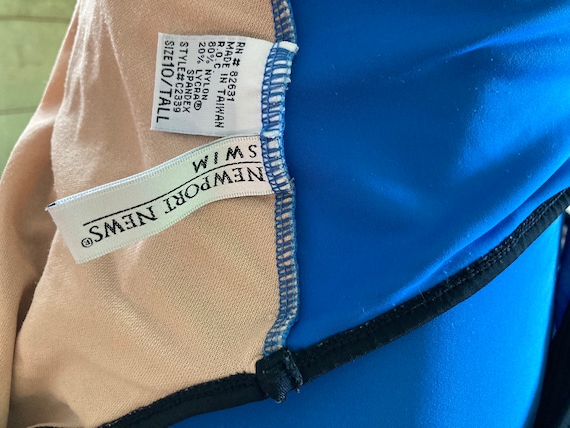 RN # 82631
MADE IN TAIWAN
R.O.C
80% NYLON
20% LYCRA®
SPANDEX
STYLE#C2339
SIZE 10/TALL
NEWPORT NEWS®
SWIM